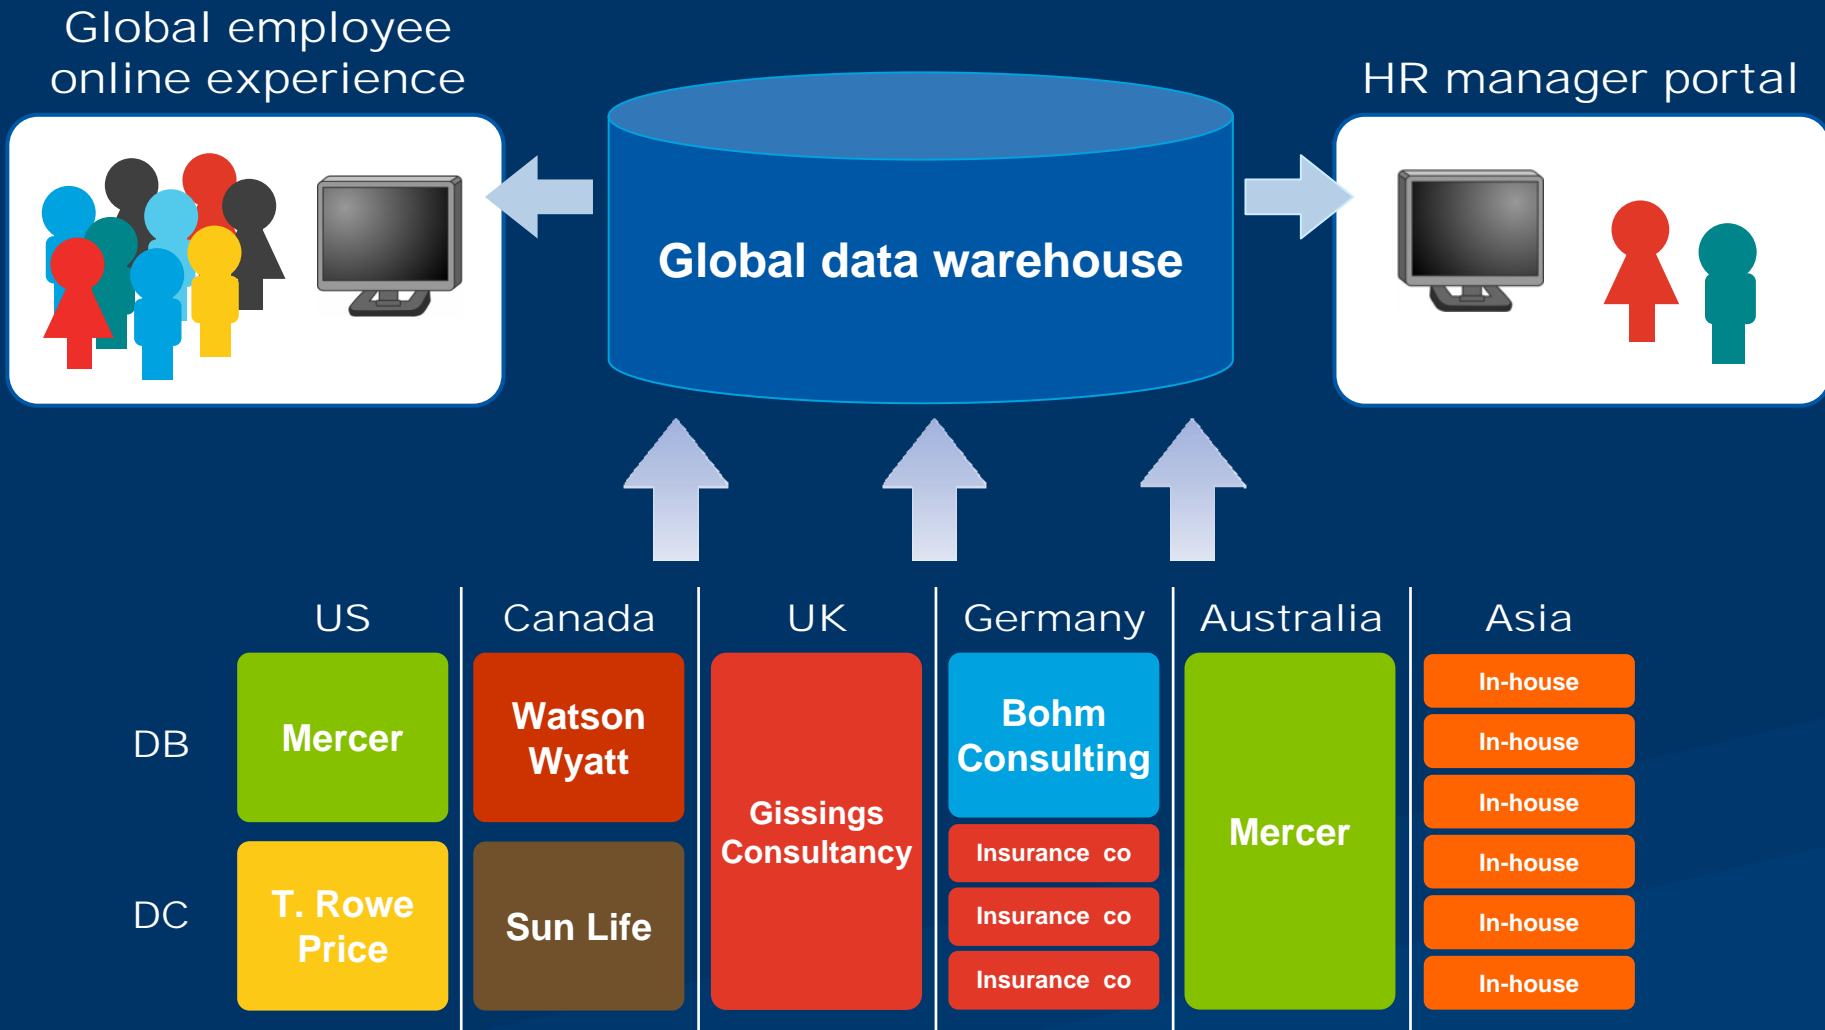 Global employee
online experience
HR manager portal
Global data warehouse
US
Canada
UK
Germany
Australia
Asia
DB
DC
Mercer
T. Rowe
Price
Watson
Wyatt
Sun Life
Gissings
Consultancy
Bohm
Consulting
Insurance co
Insurance co
Insurance co
Mercer
In-house
In-house
In-house
In-house
In-house
In-house